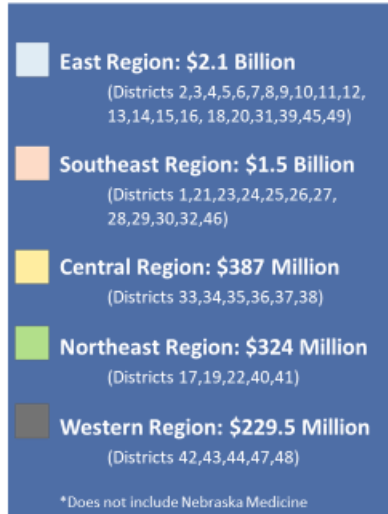 East Region: $2.1 Billion
(Districts 2,3,4,5,6,7,8,9,10,11,12,
13,14,15,16, 18,20,31,39,45,49)
Southeast Region: $1.5 Billion
(Districts 1,21,23,24,25,26,27,
28,29,30,32,46)
Central Region: $387 Million
(Districts 33,34,35,36,37,38)
Northeast Region: $324 Million
(Districts 17,19,22,40,41)
Western Region: $229.5 Million
(Districts 42,43,44,47,48)
*Does not include Nebraska Medicine